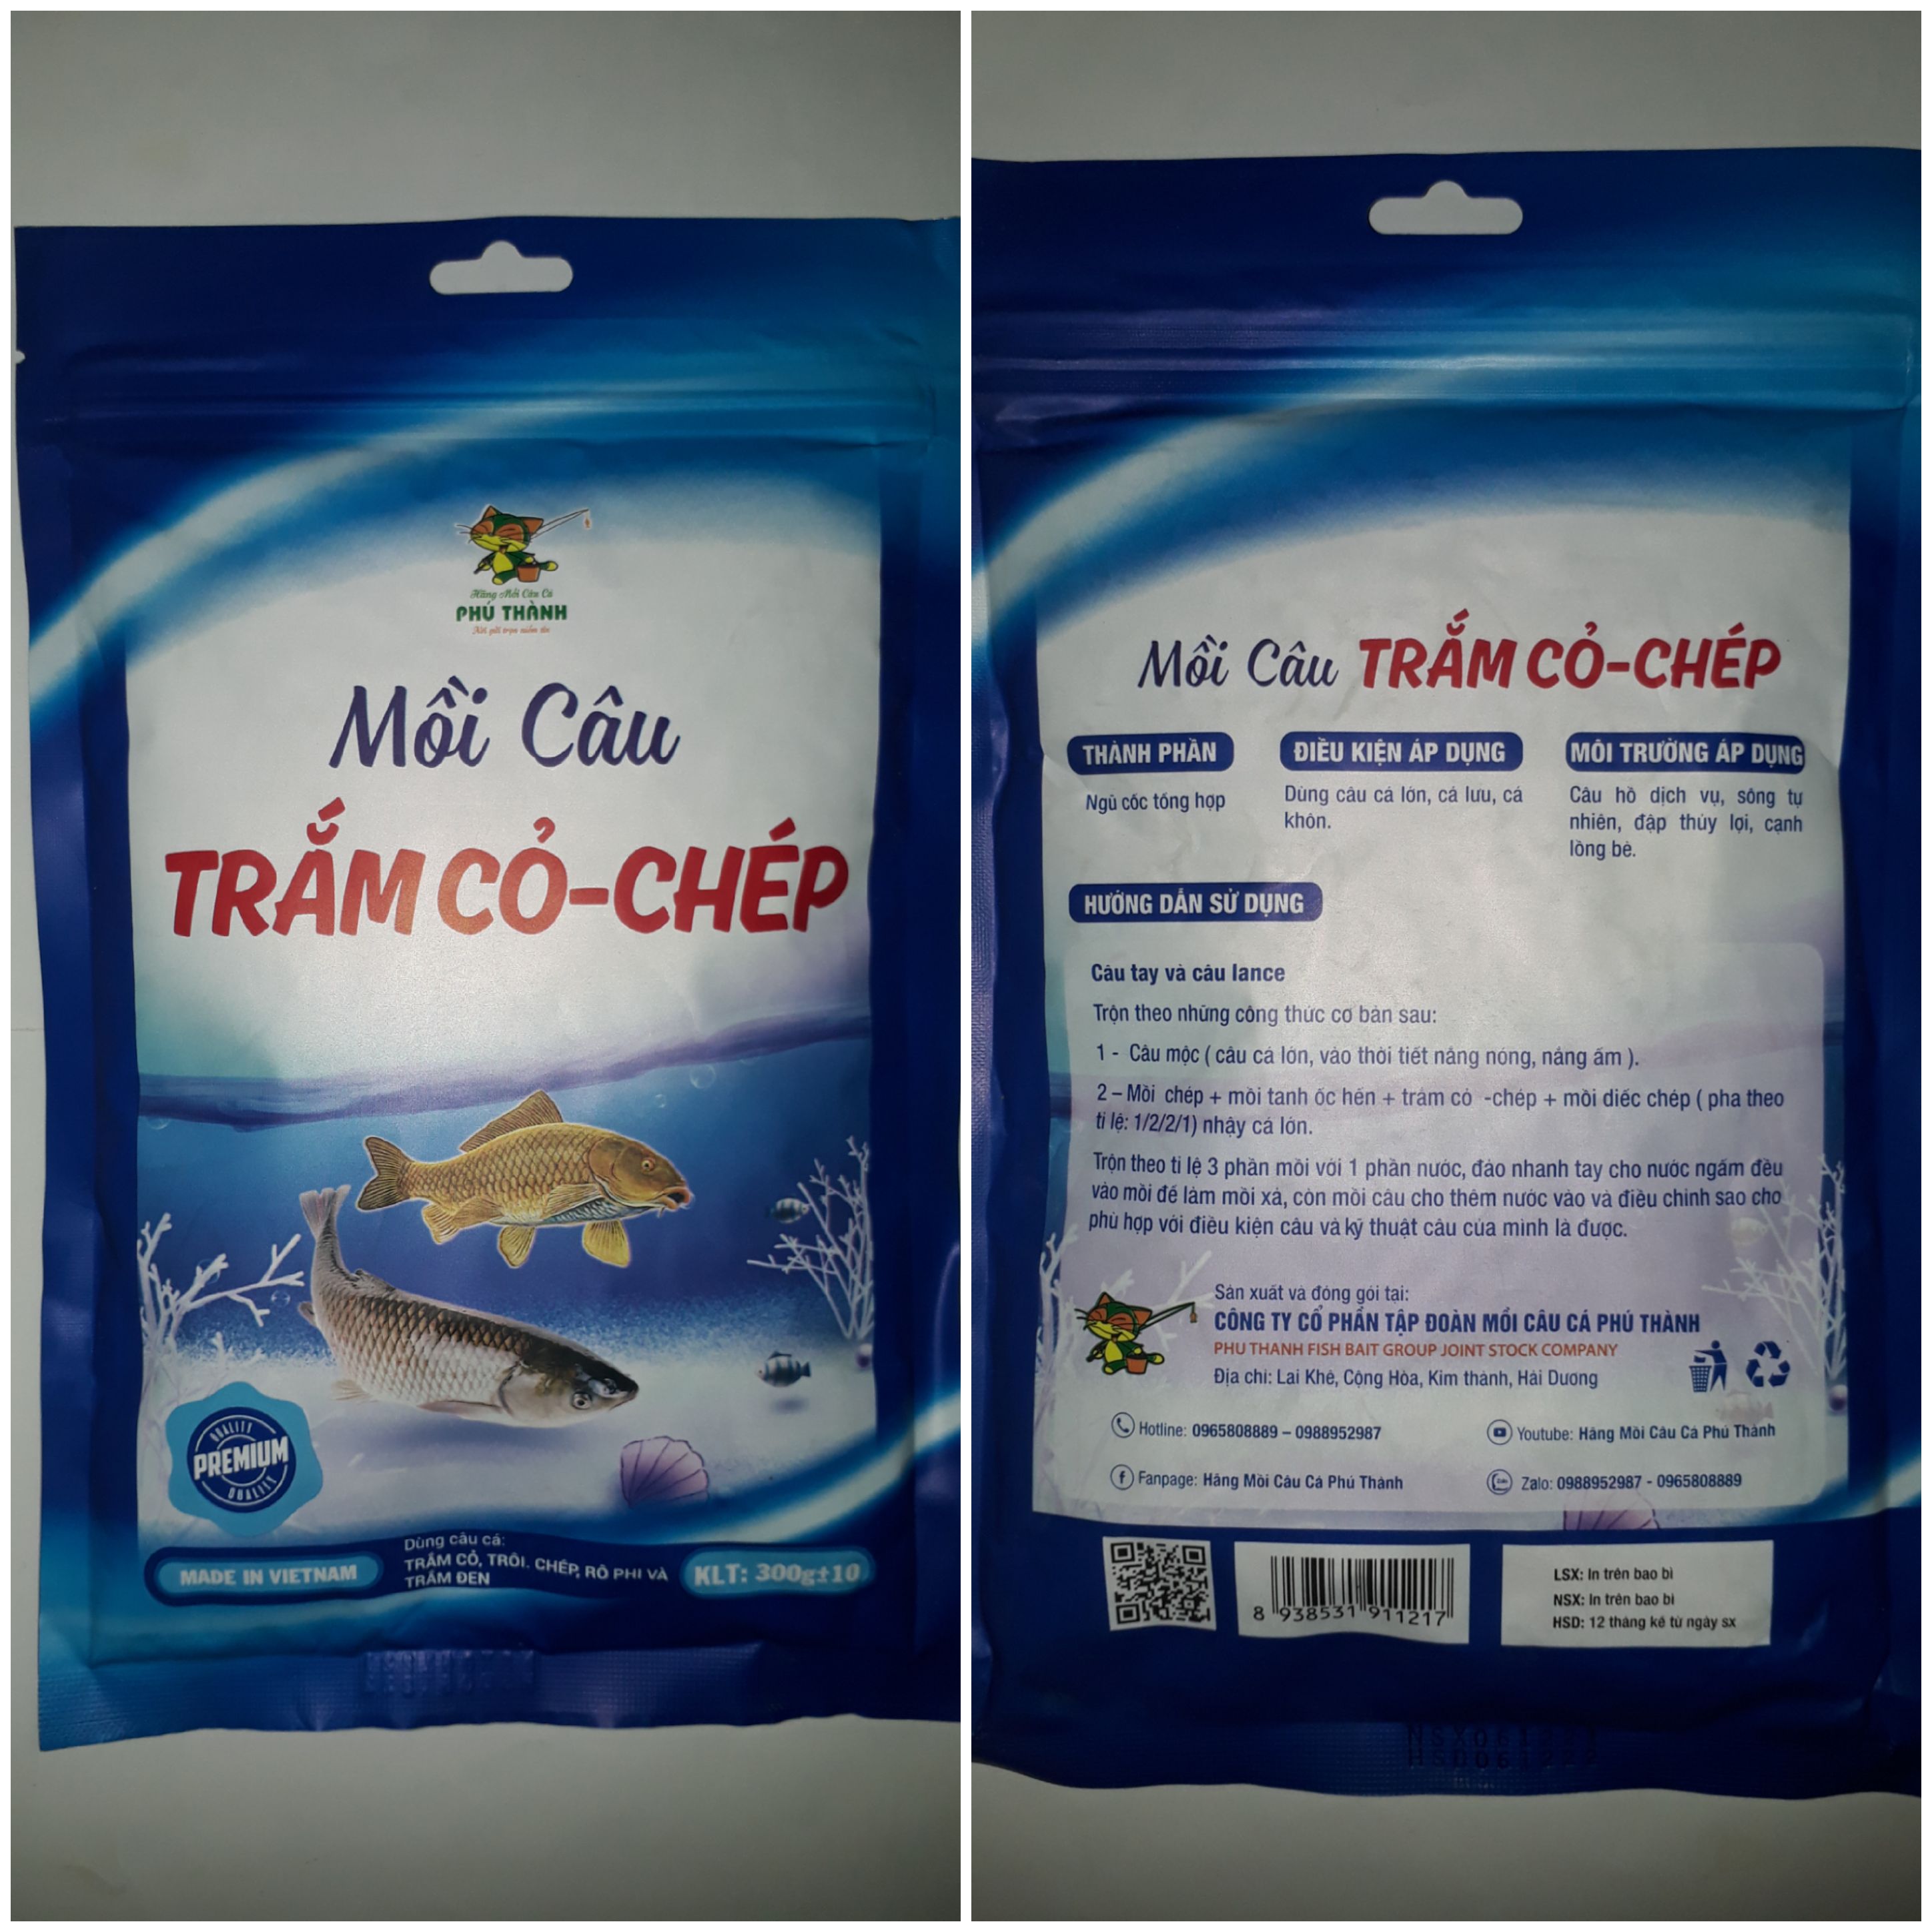 Hãng Mồi Câu Cá
PHÚ THÀNH
Nơi gửi trọn niềm tin
Mồi Câu
TRẮM CỎ-CHÉP
QUALITY
PREMIUM
QUALITY
MADE IN VIETNAM
Dùng câu cá:
TRẮM CỎ, TRÔI. CHÉP, RÔ PHI VÀ
TRẮM ĐEN
KLT: 300g±10
Mồi Câu TRẮM CỎ-CHÉP
THÀNH PHẦN
Ngũ cốc tổng hợp
ĐIỀU KIỆN ÁP DỤNG
Dùng câu cá lớn, cá lưu, cá
khôn.
MÔI TRƯỜNG ÁP DỤNG
Câu hồ dịch vụ, sông tự
nhiên, đập thủy lợi, cạnh
lồng bè.
HƯỚNG DẪN SỬ DỤNG
Câu tay và câu lance
Trộn theo những công thức cơ bản sau:
1 - Câu mộc ( câu cá lớn, vào thời tiết nắng nóng, nắng ấm ).
2 – Mồi chép + mồi tanh ốc hến + trắm cỏ -chép + mồi diếc chép ( pha theo
tỉ lệ: 1/2/2/1) nhậy cá lớn.
Trộn theo tỉ lệ 3 phần mồi với 1 phần nước, đảo nhanh tay cho nước ngấm đều
vào mồi để làm mồi xả, còn mồi câu cho thêm nước vào và điều chỉnh sao cho
phù hợp với điều kiện câu và kỹ thuật câu của mình là được.
Sản xuất và đóng gói tại:
CÔNG TY CỔ PHẦN TẬP ĐOÀN MỒI CÂU CÁ PHÚ THÀNH
PHU THANH FISH BAIT GROUP JOINT STOCK COMPANY
Địa chỉ: Lai Khê, Cộng Hòa, Kim thành, Hải Dương
Hotline: 0965808889 – 0988952987
Youtube: Hãng Mồi Câu Cá Phú Thành
Fanpage: Hãng Mồi Câu Cá Phú Thành
Zalo: 0988952987 - 0965808889
8 938531 911217
LSX: In trên bao bì
NSX: In trên bao bì
HSD: 12 tháng kể từ ngày sx